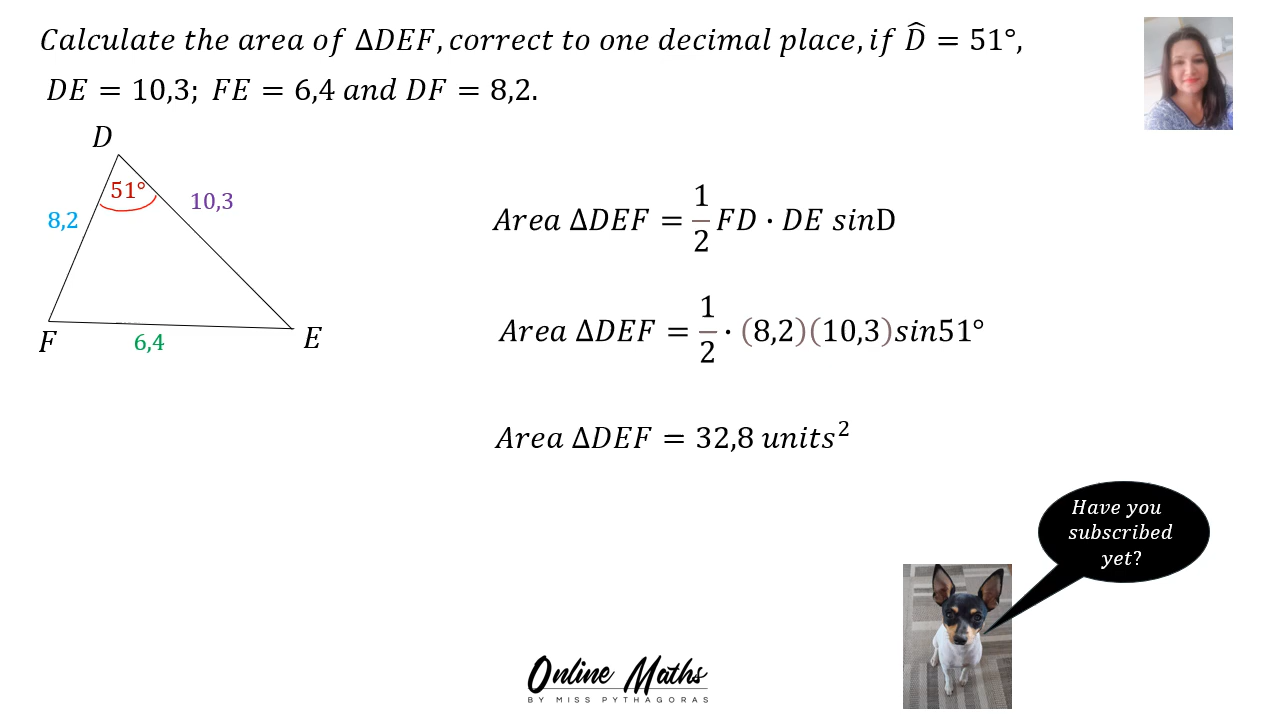 Calculate the area of ΔDEF, correct to one decimal place, if D̂ = 51°,
DE = 10,3; FE = 6,4 and DF = 8,2.
D
51°
10,3
8,2
F
6,4
E
Area ΔDEF = 1/2 FD · DE sinD
Area ΔDEF = 1/2 · (8,2)(10,3)sin51°
Area ΔDEF = 32,8 units²
Have you
subscribed
yet?
Online Maths
BY MISS PYTHAGORAS